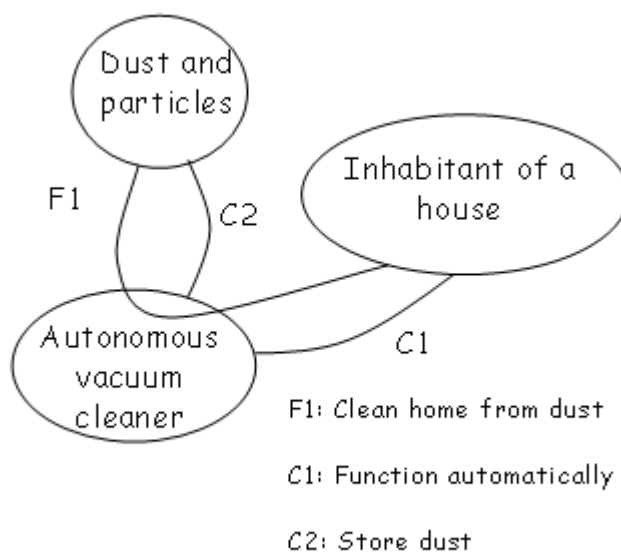 Dust and
particles
F1
C2
Inhabitant of a
house
Autonomous
vacuum
cleaner
C1
F1: Clean home from dust
C1: Function automatically
C2: Store dust